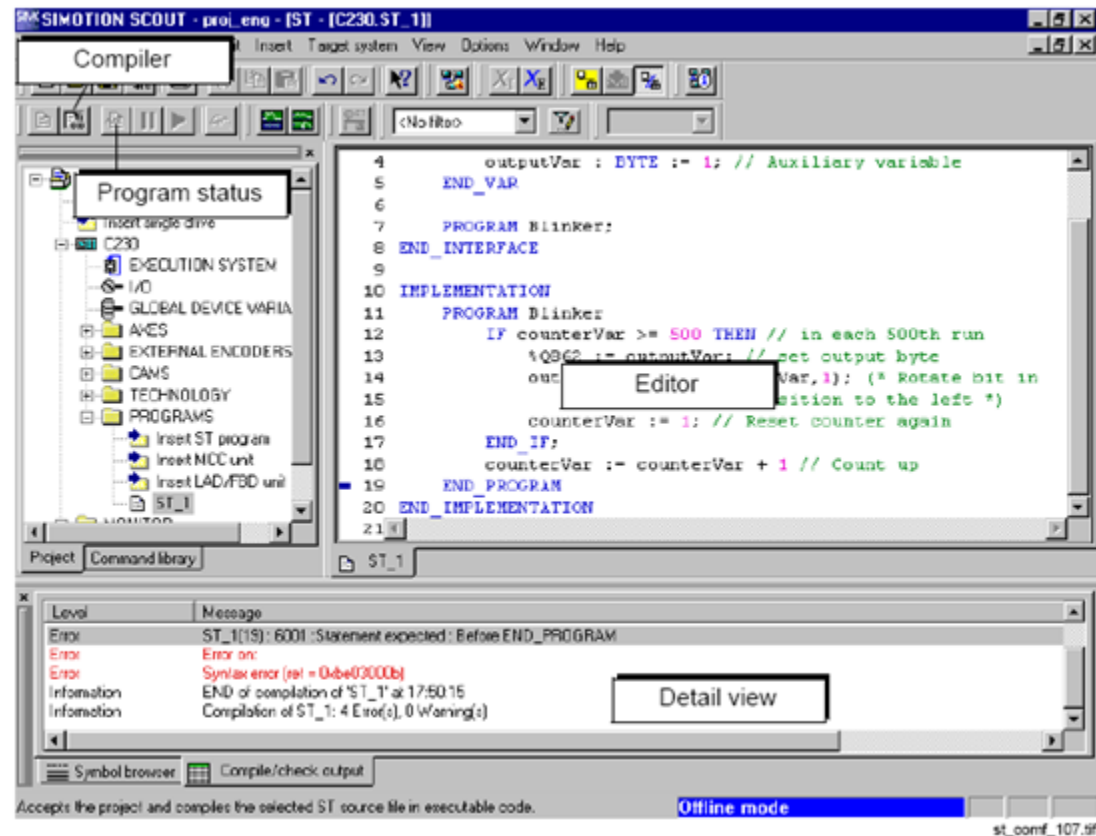 SIMOTION SCOUT - proj_eng - [ST - [C230.ST_1]]
Insert Target system View Options Window Help
Compiler
<No filter>
Program status
Insert single drive
C230
EXECUTION SYSTEM
I/O
GLOBAL DEVICE VARIA
AXES
EXTERNAL ENCODERS
CAMS
TECHNOLOGY
PROGRAMS
Insert ST program
Insert MCC unit
Insert LAD/FBD unit
ST_1
MONITOR
Project Command library
4 outputVar : BYTE := 1; // Auxiliary variable
5 END_VAR
6
7 PROGRAM Blinker;
8 END_INTERFACE
9
10 IMPLEMENTATION
11 PROGRAM Blinker
12 IF counterVar >= 500 THEN // in each 500th run
13 %QB62 := outputVar; // set output byte
14 out Var,1); (* Rotate bit in
15 sition to the left *)
16 counterVar := 1; // Reset counter again
17 END_IF;
18 counterVar := counterVar + 1 // Count up
19 END_PROGRAM
20 END_IMPLEMENTATION
21
Editor
ST_1
Level Message
Error ST_1(19) : 6001 :Statement expected : Before END_PROGRAM
Error Error on:
Error Syntax error (ret = 0xbe03000b)
Information END of compilation of 'ST_1' at 17:50:15
Information Compilation of ST_1: 4 Error(s), 0 Warning(s)
Detail view
Symbol browser Compile/check output
Accepts the project and compiles the selected ST source file in executable code. Offline mode
st_comf_107.tif